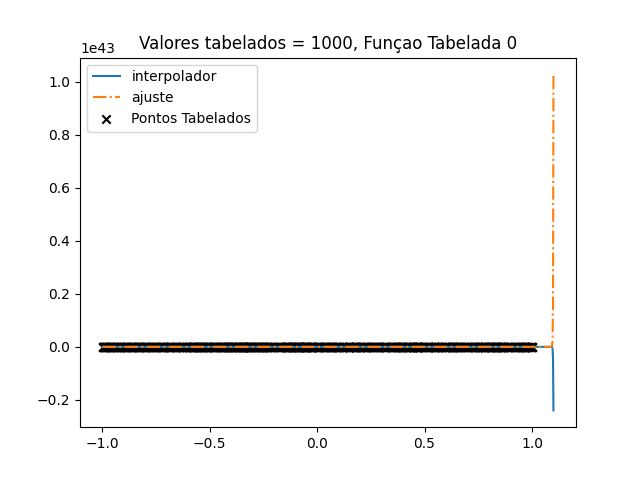 1e43
Valores tabelados = 1000, Funçao Tabelada 0
interpolador
ajuste
Pontos Tabelados
1.0
0.8
0.6
0.4
0.2
0.0
−0.2
−1.0
−0.5
0.0
0.5
1.0